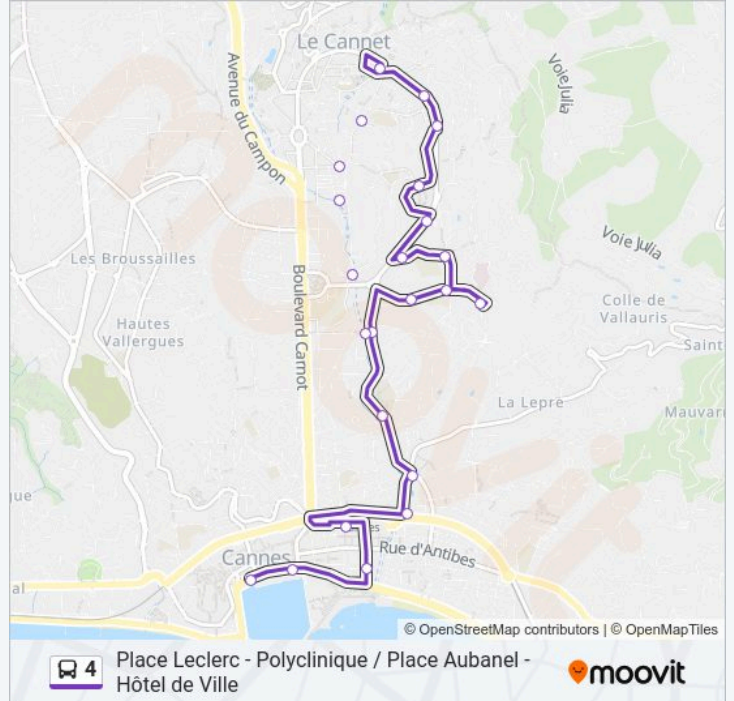 Le Cannet
Voie Julia
Avenue du Campon
Voie Julia
Les Broussailles
Boulevard Carnot
Colle de
Vallauris
Hautes
Vallergues
Saint
La Lèpre
Mauvar
gue
es
Cannes
Rue d'Antibes
al
© OpenStreetMap contributors | © OpenMapTiles
4
Place Leclerc - Polyclinique / Place Aubanel -
Hôtel de Ville
moovit